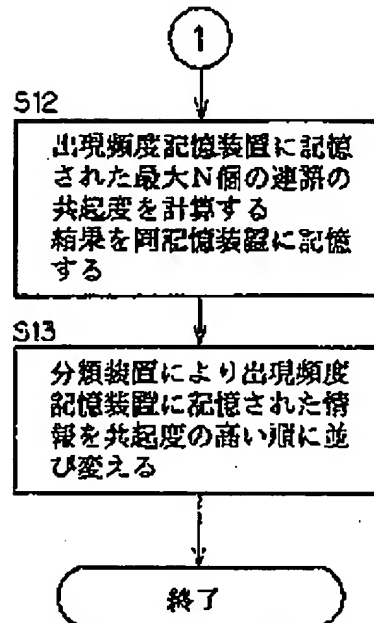 1
S12
出現頻度記憶装置に記憶
された最大N個の連語の
共起度を計算する
結果を同記憶装置に記憶
する
S13
分類装置により出現頻度
記憶装置に記憶された情
報を共起度の高い順に並
び変える
終了